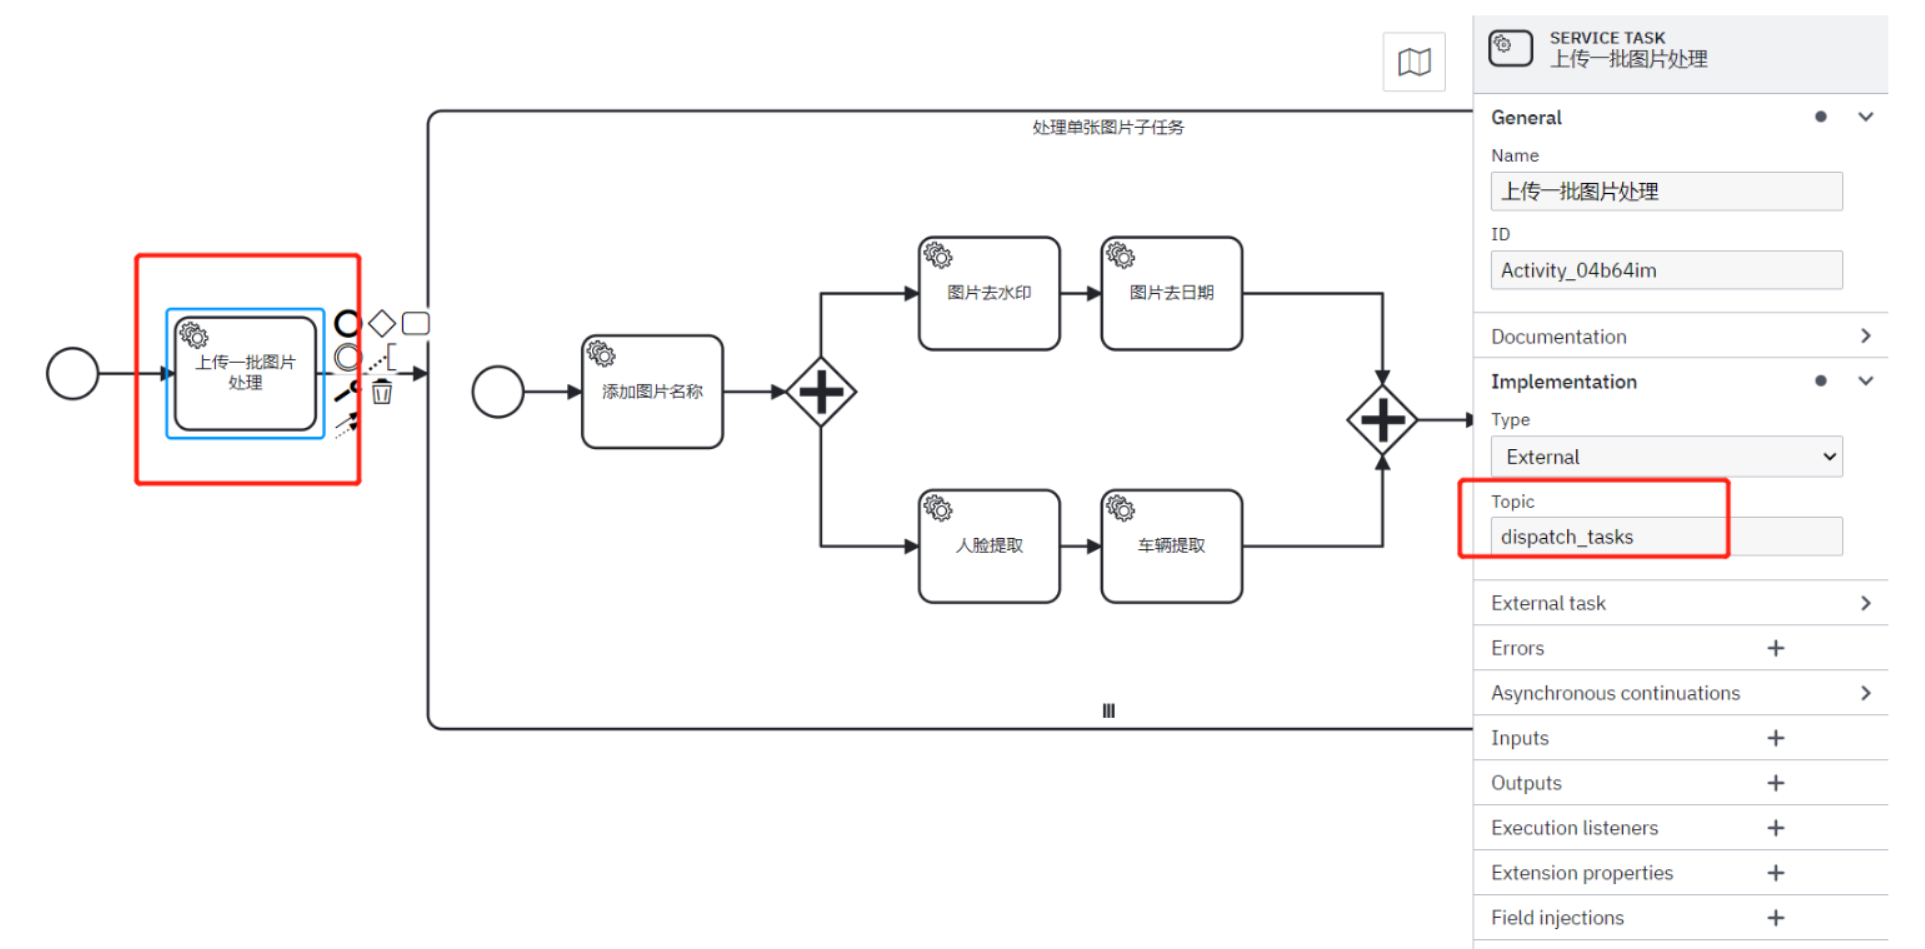 处理单张图片子任务
上传一批图片
处理
添加图片名称
图片去水印
图片去日期
人脸提取
车辆提取
SERVICE TASK
上传一批图片处理
General
Name
上传一批图片处理
ID
Activity_04b64im
Documentation
Implementation
Type
External
Topic
dispatch_tasks
External task
Errors
Asynchronous continuations
Inputs
Outputs
Execution listeners
Extension properties
Field injections